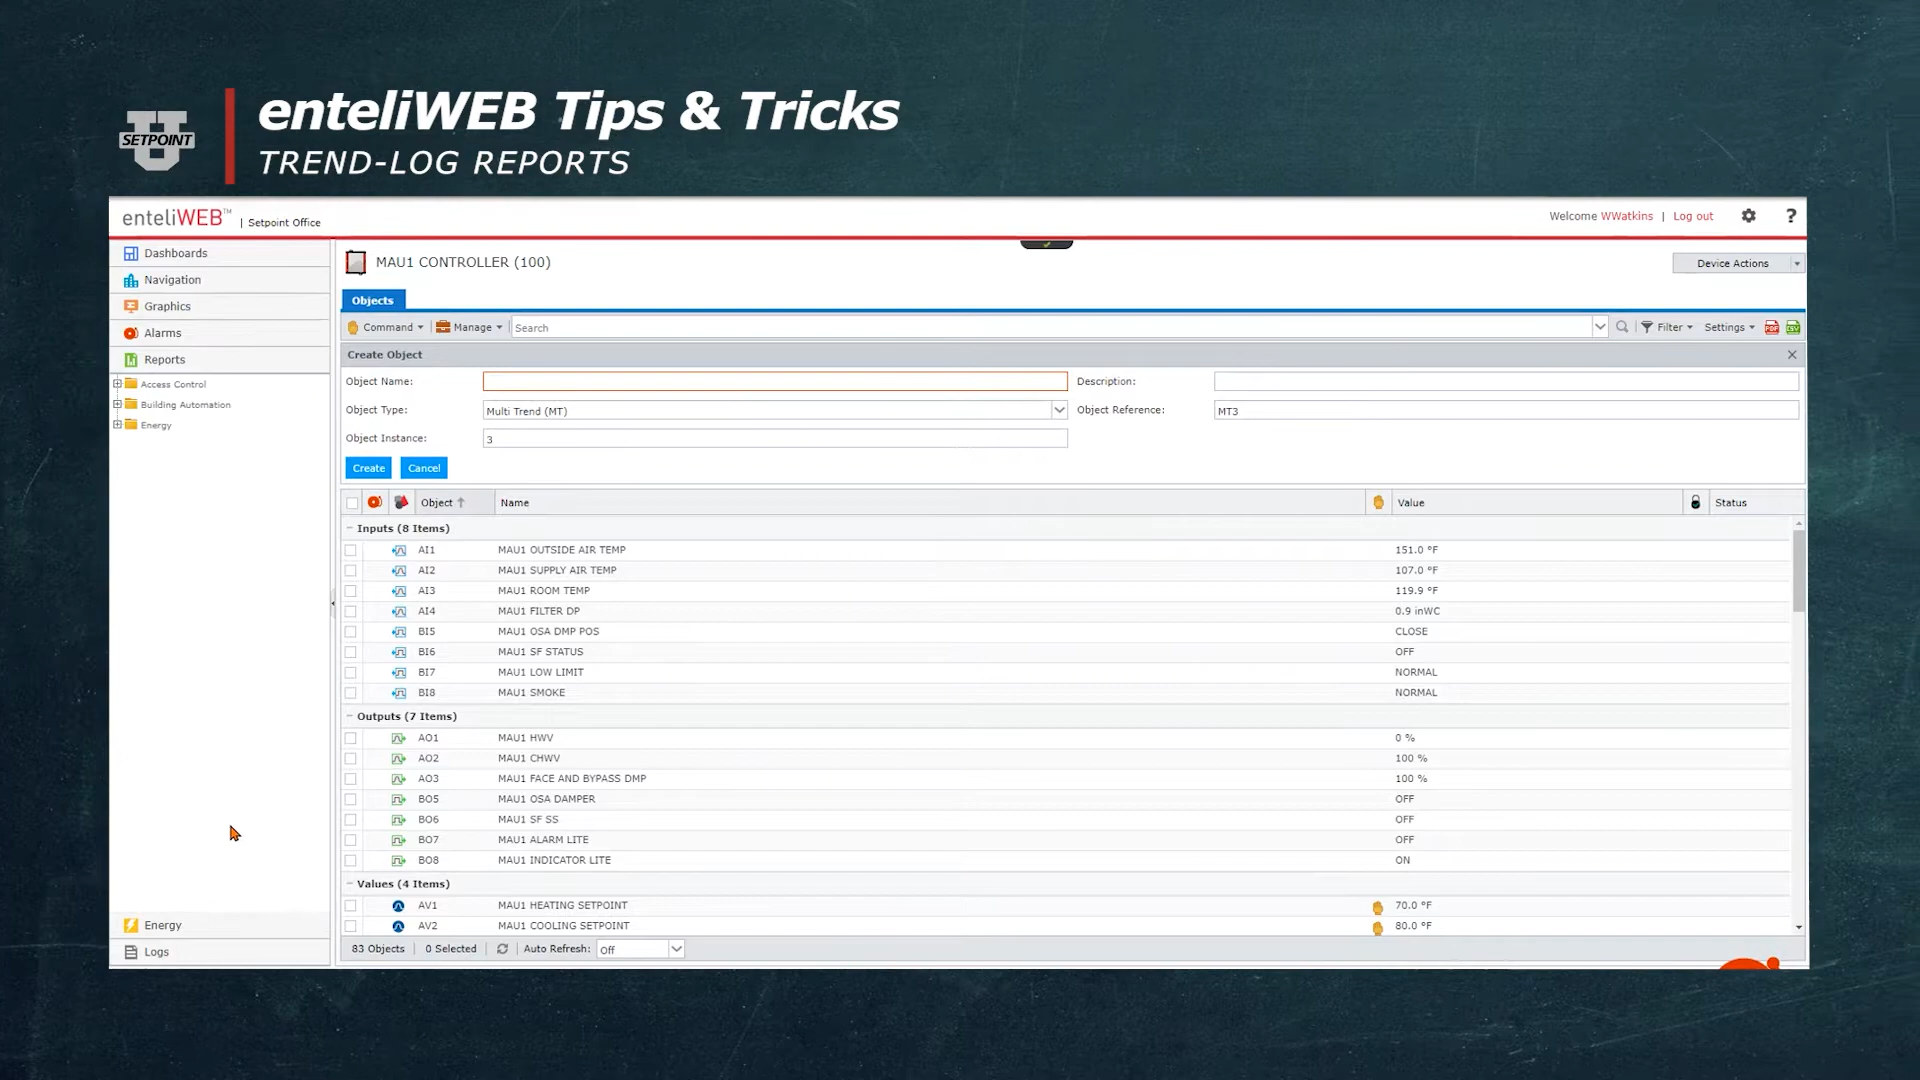 enteliWEB Tips & Tricks
TREND-LOG REPORTS
U
SETPOINT
enteliWEB™ | Setpoint Office
Welcome WWatkins | Log out
?
Dashboards
Navigation
Graphics
Alarms
Reports
Access Control
Building Automation
Energy
Energy
Logs
MAU1 CONTROLLER (100)
Device Actions
Objects
Command
Manage
Search
Filter
Settings
PDF
CSV
Create Object
Object Name:
Description:
Object Type: Multi Trend (MT)
Object Reference: MT3
Object Instance: 3
Create Cancel
Object Name Value Status
Inputs (8 Items)
AI1 MAU1 OUTSIDE AIR TEMP 151.0 °F
AI2 MAU1 SUPPLY AIR TEMP 107.0 °F
AI3 MAU1 ROOM TEMP 119.9 °F
AI4 MAU1 FILTER DP 0.9 inWC
BI5 MAU1 OSA DMP POS CLOSE
BI6 MAU1 SF STATUS OFF
BI7 MAU1 LOW LIMIT NORMAL
BI8 MAU1 SMOKE NORMAL
Outputs (7 Items)
AO1 MAU1 HWV 0 %
AO2 MAU1 CHWV 100 %
AO3 MAU1 FACE AND BYPASS DMP 100 %
BO5 MAU1 OSA DAMPER OFF
BO6 MAU1 SF SS OFF
BO7 MAU1 ALARM LITE OFF
BO8 MAU1 INDICATOR LITE ON
Values (4 Items)
AV1 MAU1 HEATING SETPOINT 70.0 °F
AV2 MAU1 COOLING SETPOINT 80.0 °F
83 Objects 0 Selected Auto Refresh: Off